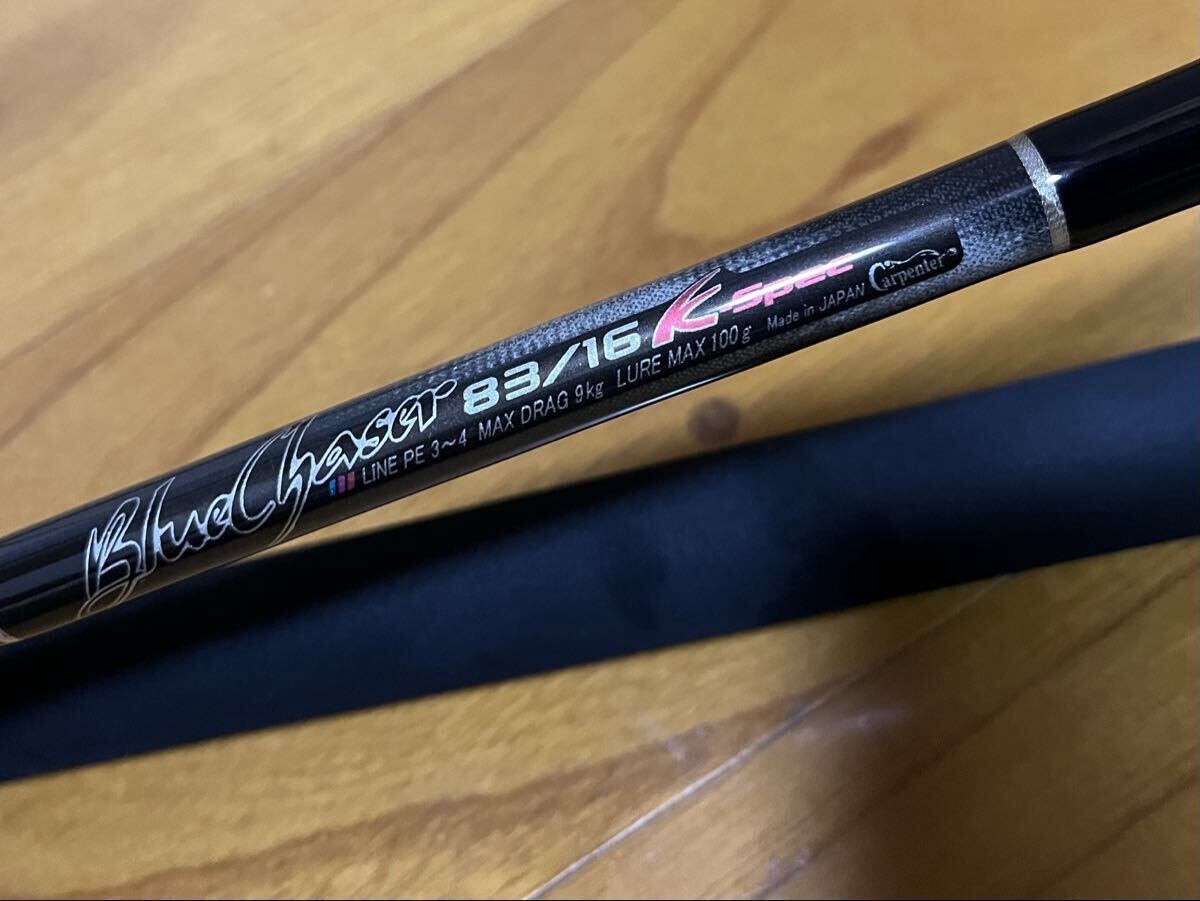 BlueChaser 83/16 K-Spec
LINE PE 3～4 MAX DRAG 9kg LURE MAX 100g Made in JAPAN Carpenter